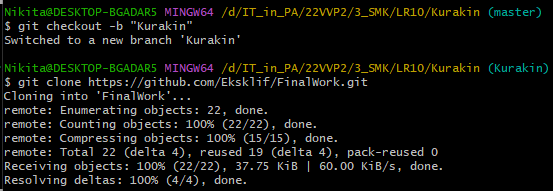 Nikita@DESKTOP-BGADAR5 MINGW64 /d/IT_in_PA/22VVP2/3_SMK/LR10/Kurakin (master)
$ git checkout -b "Kurakin"
Switched to a new branch 'Kurakin'

Nikita@DESKTOP-BGADAR5 MINGW64 /d/IT_in_PA/22VVP2/3_SMK/LR10/Kurakin (Kurakin)
$ git clone https://github.com/Eksklif/FinalWork.git
Cloning into 'FinalWork'...
remote: Enumerating objects: 22, done.
remote: Counting objects: 100% (22/22), done.
remote: Compressing objects: 100% (15/15), done.
remote: Total 22 (delta 4), reused 19 (delta 4), pack-reused 0
Receiving objects: 100% (22/22), 37.75 KiB | 60.00 KiB/s, done.
Resolving deltas: 100% (4/4), done.